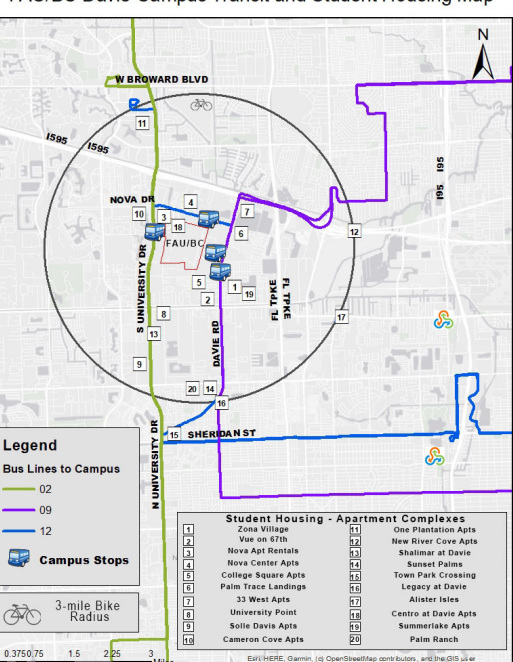 FAU/BC Davie Campus Transit and Student Housing Map
N
W BROWARD BLVD
11
I595
I595
I95
I95
NOVA DR
4
7
10
3
18
6
12
FAU/BC
S UNIVERSITY DR
5
1
2
19
FL TPKE
FL TPKE
8
17
13
DAVIE RD
9
20
14
16
15
SHERIDAN ST
N UNIVERSITY DR
Legend
Bus Lines to Campus
02
09
12
Campus Stops
3-mile Bike
Radius
0.375 0.75 1.5 2.25 3
Miles
Student Housing - Apartment Complexes
1 Zona Village 11 One Plantation Apts
2 Vue on 67th 12 New River Cove Apts
3 Nova Apt Rentals 13 Shalimar at Davie
4 Nova Center Apts 14 Sunset Palms
5 College Square Apts 15 Town Park Crossing
6 Palm Trace Landings 16 Legacy at Davie
7 33 West Apts 17 Alister Isles
8 University Point 18 Centro at Davie Apts
9 Solle Davis Apts 19 Summerlake Apts
10 Cameron Cove Apts 20 Palm Ranch
Esri, HERE, Garmin, (c) OpenStreetMap contributors, and the GIS user